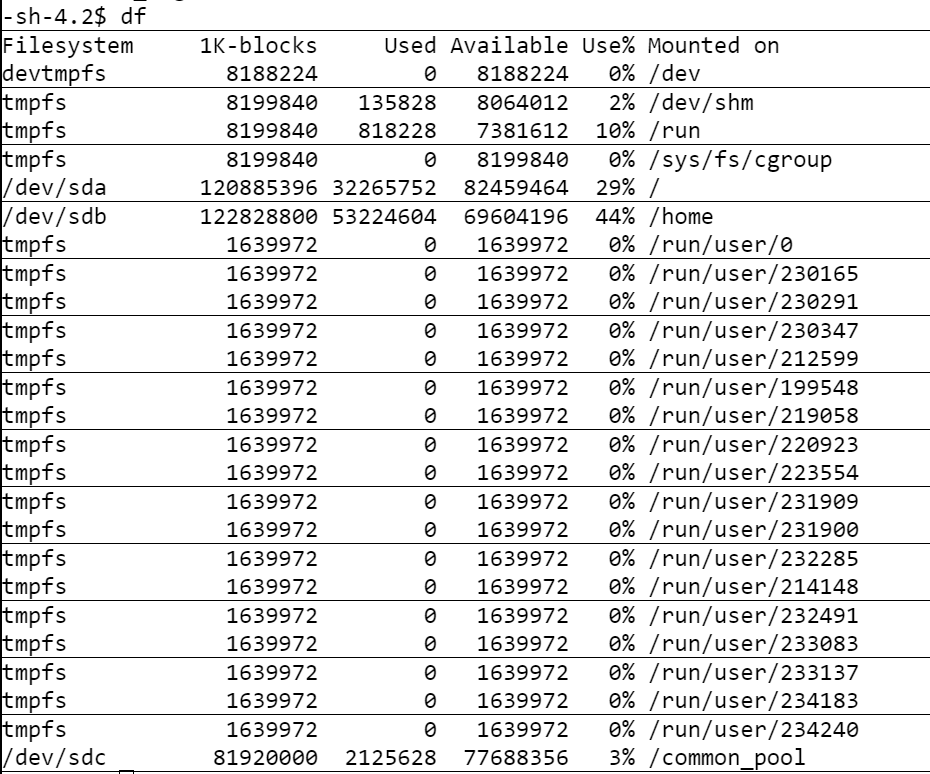 -sh-4.2$ df
Filesystem     1K-blocks     Used Available Use% Mounted on
devtmpfs         8188224        0   8188224   0% /dev
tmpfs            8199840   135828   8064012   2% /dev/shm
tmpfs            8199840   818228   7381612  10% /run
tmpfs            8199840        0   8199840   0% /sys/fs/cgroup
/dev/sda       120885396 32265752  82459464  29% /
/dev/sdb       122828800 53224604  69604196  44% /home
tmpfs            1639972        0   1639972   0% /run/user/0
tmpfs            1639972        0   1639972   0% /run/user/230165
tmpfs            1639972        0   1639972   0% /run/user/230291
tmpfs            1639972        0   1639972   0% /run/user/230347
tmpfs            1639972        0   1639972   0% /run/user/212599
tmpfs            1639972        0   1639972   0% /run/user/199548
tmpfs            1639972        0   1639972   0% /run/user/219058
tmpfs            1639972        0   1639972   0% /run/user/220923
tmpfs            1639972        0   1639972   0% /run/user/223554
tmpfs            1639972        0   1639972   0% /run/user/231909
tmpfs            1639972        0   1639972   0% /run/user/231900
tmpfs            1639972        0   1639972   0% /run/user/232285
tmpfs            1639972        0   1639972   0% /run/user/214148
tmpfs            1639972        0   1639972   0% /run/user/232491
tmpfs            1639972        0   1639972   0% /run/user/233083
tmpfs            1639972        0   1639972   0% /run/user/233137
tmpfs            1639972        0   1639972   0% /run/user/234183
tmpfs            1639972        0   1639972   0% /run/user/234240
/dev/sdc        81920000  2125628  77688356   3% /common_pool